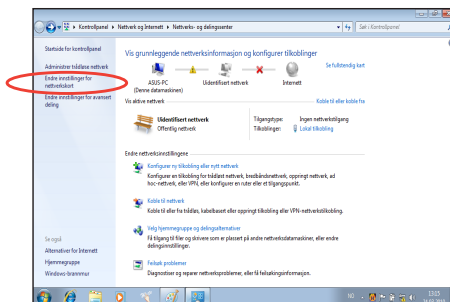 Kontrollpanel ▸ Nettverk og Internett ▸ Nettverks- og delingssenter
Søk i Kontrollpanel
Startside for kontrollpanel
Administrer trådløse nettverk
Endre innstillinger for
nettverkskort
Endre innstillinger for avansert
deling
Vis grunnleggende nettverksinformasjon og konfigurer tilkoblinger
Se fullstendig kart
ASUS-PC
(Denne datamaskinen)
Uidentifisert nettverk
Internett
Vis aktive nettverk
Koble til eller koble fra
Uidentifisert nettverk
Offentlig nettverk
Tilgangstype: Ingen nettverkstilgang
Tilkoblinger: Lokal tilkobling
Endre nettverksinnstillingene
Konfigurer ny tilkobling eller nytt nettverk
Konfigurer en tilkobling for trådløst nettverk, bredbåndsnettverk, oppringt nettverk, ad
hoc-nettverk, eller VPN, eller konfigurer en ruter eller et tilgangspunkt.
Koble til nettverk
Koble til eller fra trådløs, kabelbasert eller oppringt tilkobling eller VPN-nettverkstilkobling.
Velg hjemmegruppe og delingsalternativer
Få tilgang til filer og skrivere som er plassert på andre nettverksdatamaskiner, eller endre
delingsinnstillinger.
Feilsøk problemer
Diagnostiser og reparer nettverksproblemer, eller få feilsøkingsinformasjon.
Se også
Alternativer for Internett
Hjemmegruppe
Windows-brannmur
NO
13:15